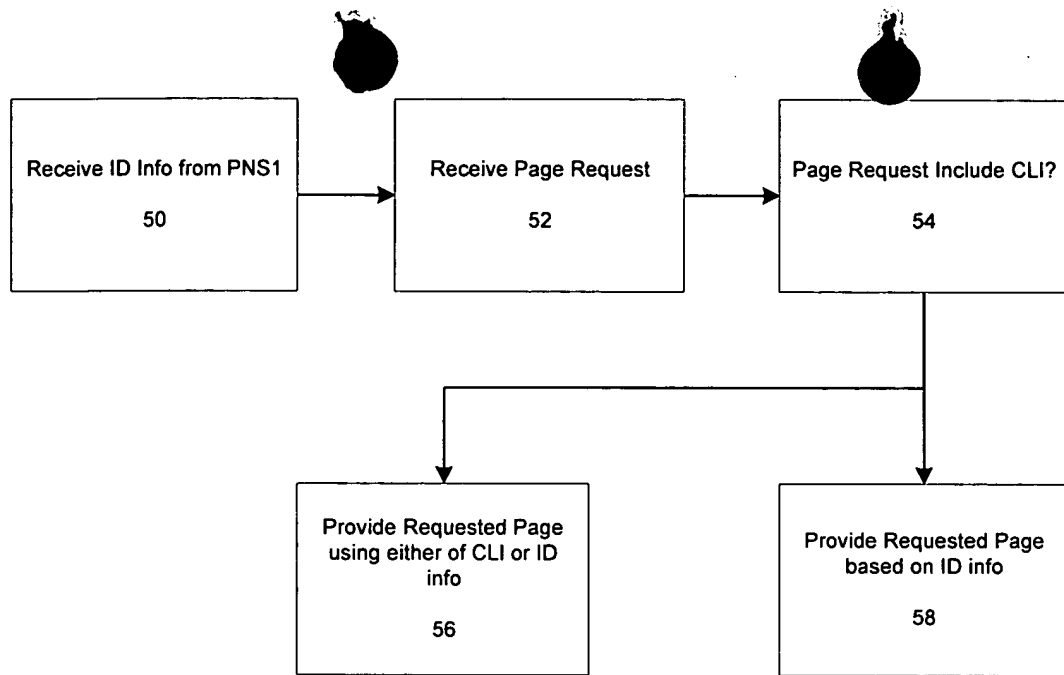 Receive ID Info from PNS1
50
Receive Page Request
52
Page Request Include CLI?
54
Provide Requested Page
using either of CLI or ID
info
56
Provide Requested Page
based on ID info
58